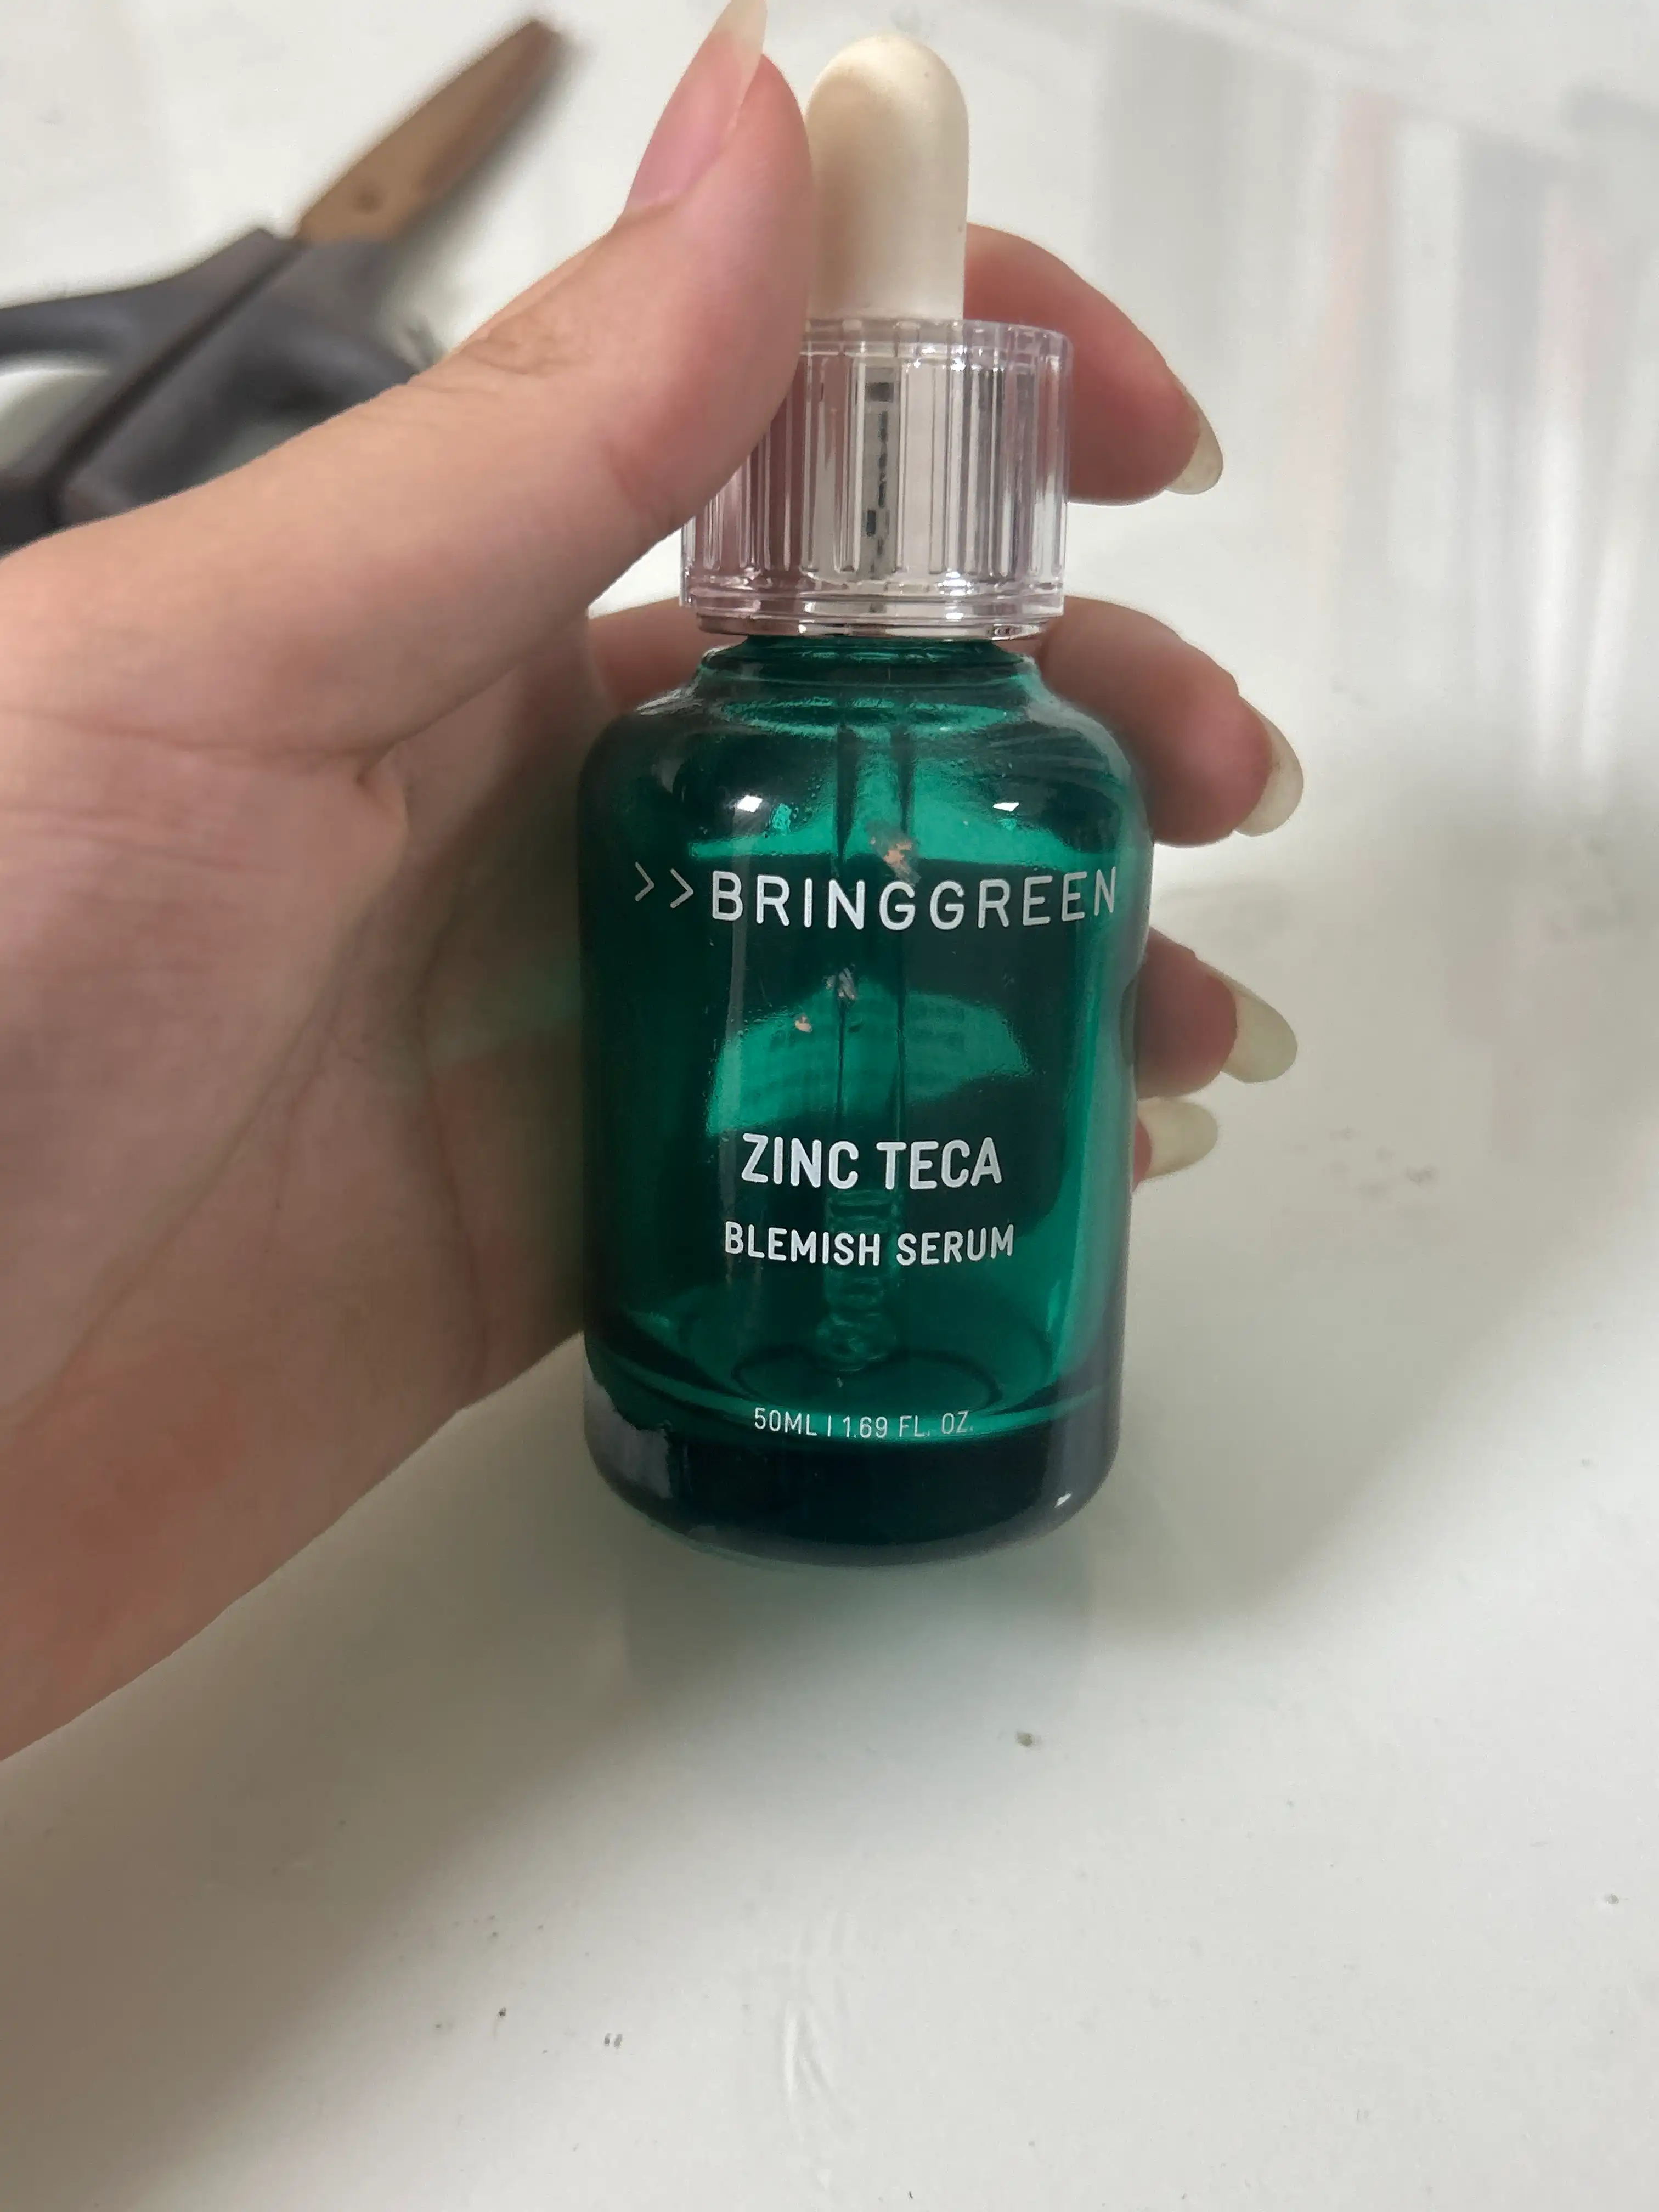 >>BRINGGREEN
ZINC TECA
BLEMISH SERUM
50ML | 1.69 FL. OZ.